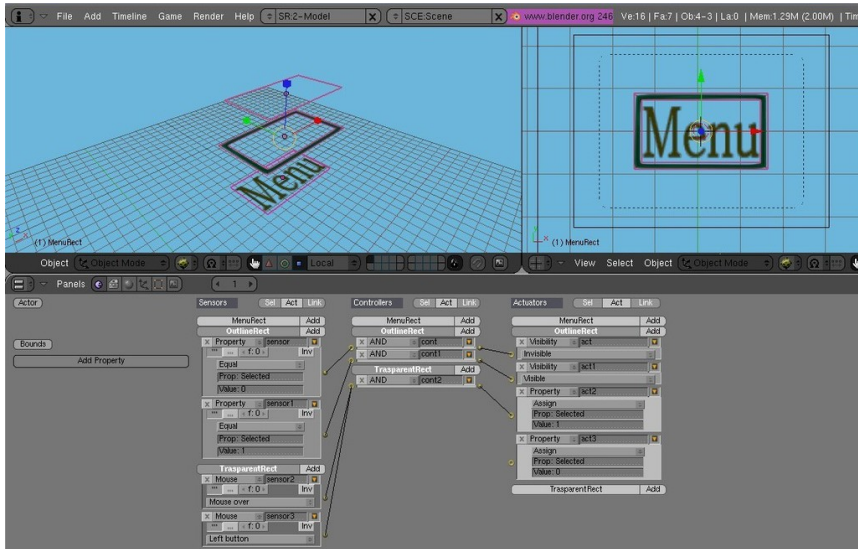 File Add Timeline Game Render Help SR:2-Model X SCE:Scene X www.blender.org 246 Ve:16 | Fa:7 | Ob:4-3 | La:0 | Mem:1.29M (2.00M) | Tim
Menu
Menu
(1) MenuRect
(1) MenuRect
Object Object Mode Local View Select Object Object Mode
Panels 1
Actor Sensors Sel Act Link Controllers Sel Act Link Actuators Sel Act Link
MenuRect Add MenuRect Add MenuRect Add
OutlineRect Add OutlineRect Add OutlineRect Add
X Property sensor X AND cont X Visibility act
f: 0 Inv X AND cont1 Invisible
Bounds
Equal TrasparentRect Add X Visibility act1
Add Property
Prop: Selected X AND cont2 Visible
Value: 0 X Property act2
X Property sensor1 Assign
f: 0 Inv Prop: Selected
Equal Value: 1
Prop: Selected X Property act3
Value: 1 Assign
TrasparentRect Add Prop: Selected
X Mouse sensor2 Value: 0
f: 0 Inv TrasparentRect Add
Mouse over
X Mouse sensor3
f: 0 Inv
Left button